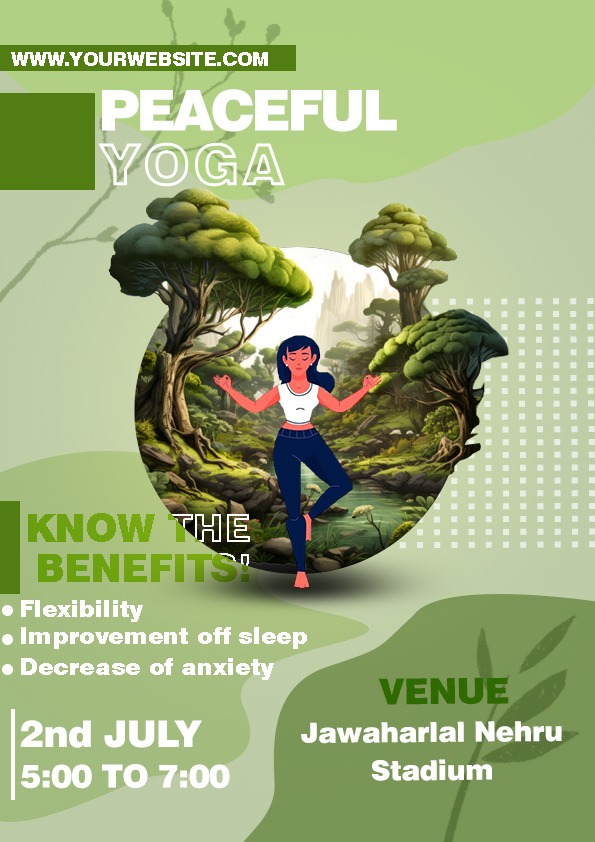 WWW.YOURWEBSITE.COM
PEACEFUL
YOGA
KNOW THE
BENEFITS!
• Flexibility
• Improvement off sleep
• Decrease of anxiety
2nd JULY
5:00 TO 7:00
VENUE
Jawaharlal Nehru
Stadium